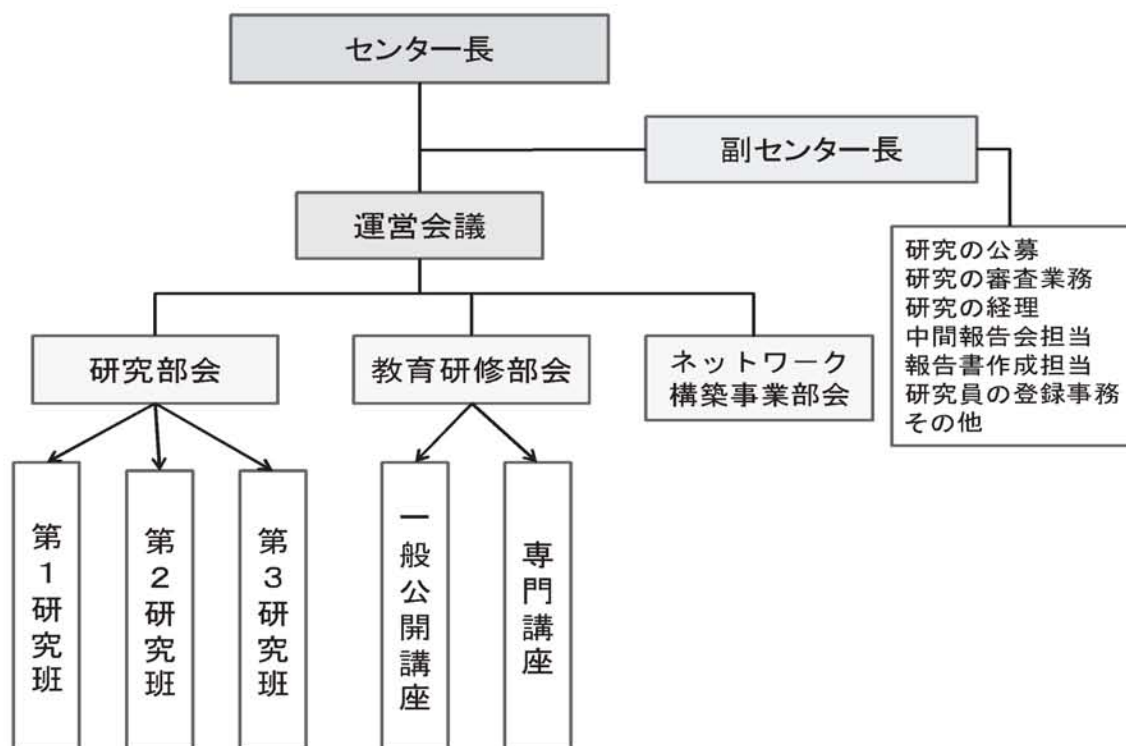 センター長
副センター長
運営会議
研究の公募
研究の審査業務
研究の経理
中間報告会担当
報告書作成担当
研究員の登録事務
その他
研究部会
教育研修部会
ネットワーク
構築事業部会
第1研究班
第2研究班
第3研究班
一般公開講座
専門講座